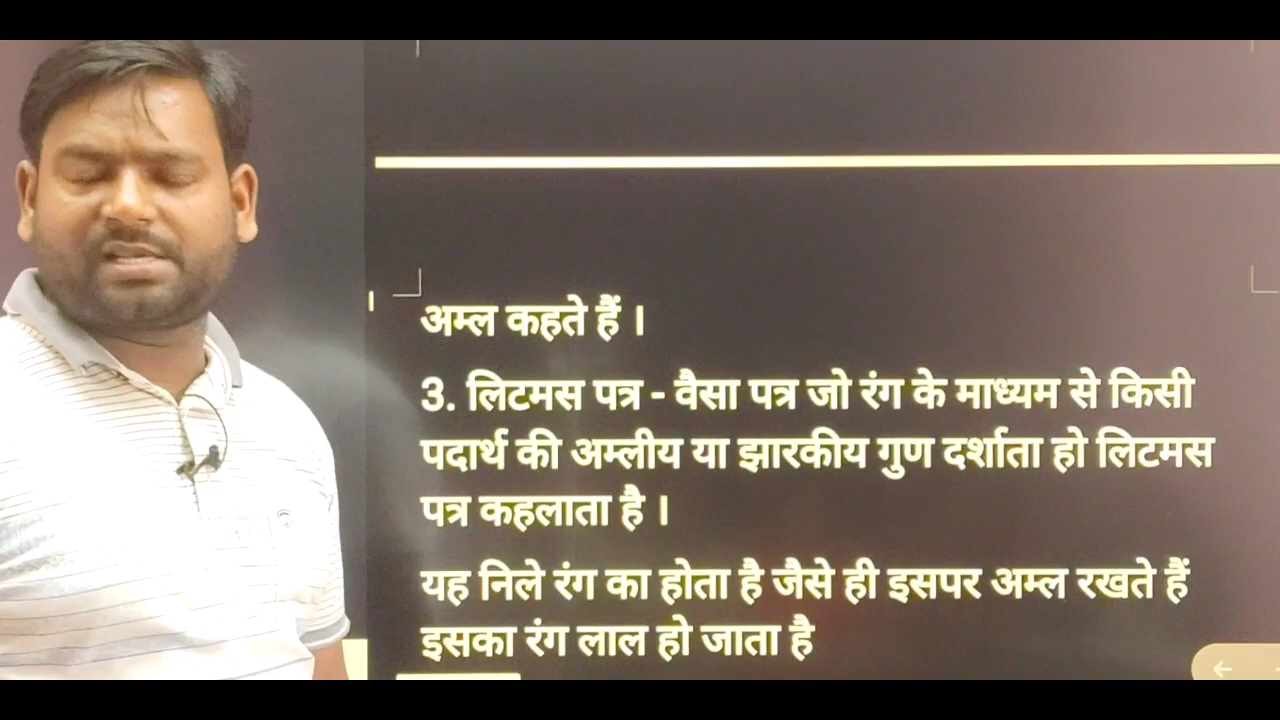 अम्ल कहते हैं ।
3. लिटमस पत्र - वैसा पत्र जो रंग के माध्यम से किसी
पदार्थ की अम्लीय या झारकीय गुण दर्शाता हो लिटमस
पत्र कहलाता है ।
यह निले रंग का होता है जैसे ही इसपर अम्ल रखते हैं
इसका रंग लाल हो जाता है